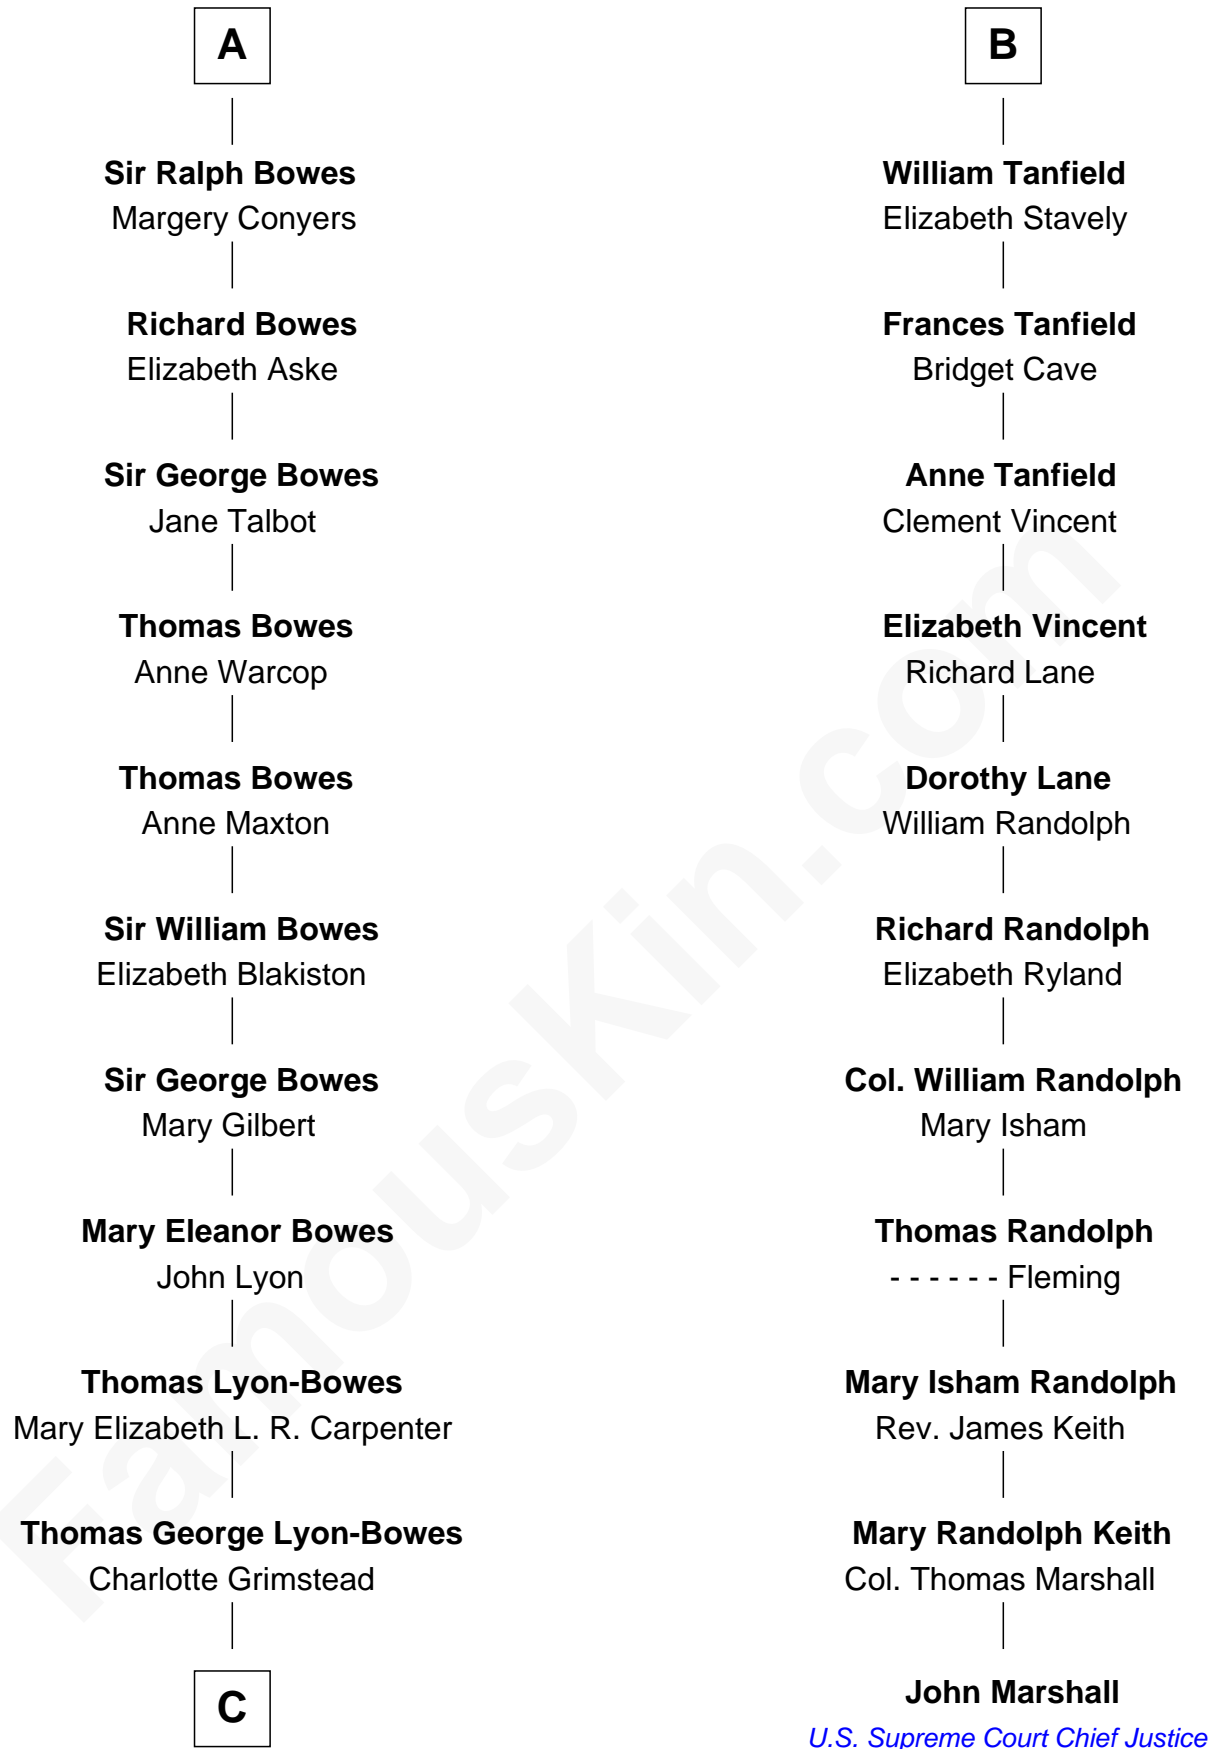 A
Sir Ralph Bowes
Margery Conyers
Richard Bowes
Elizabeth Aske
Sir George Bowes
Jane Talbot
Thomas Bowes
Anne Warcop
Thomas Bowes
Anne Maxton
Sir William Bowes
Elizabeth Blakiston
Sir George Bowes
Mary Gilbert
Mary Eleanor Bowes
John Lyon
Thomas Lyon-Bowes
Mary Elizabeth L. R. Carpenter
Thomas George Lyon-Bowes
Charlotte Grimstead
C
B
William Tanfield
Elizabeth Stavely
Frances Tanfield
Bridget Cave
Anne Tanfield
Clement Vincent
Elizabeth Vincent
Richard Lane
Dorothy Lane
William Randolph
Richard Randolph
Elizabeth Ryland
Col. William Randolph
Mary Isham
Thomas Randolph
- - - - - - Fleming
Mary Isham Randolph
Rev. James Keith
Mary Randolph Keith
Col. Thomas Marshall
John Marshall
U.S. Supreme Court Chief Justice
FamousKin.com